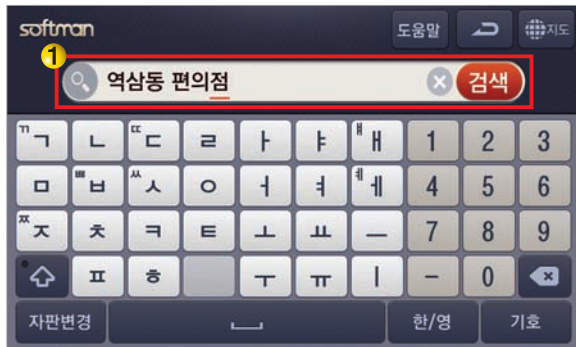 softman 도움말 지도
1
역삼동 편의점 검색
ㄲ ㄱ ㄴ ㄸ ㄷ ㄹ ㅏ ㅑ ㅒ ㅐ 1 2 3
ㅁ ㅃ ㅂ ㅆ ㅅ ㅇ ㅓ ㅕ ㅖ ㅔ 4 5 6
ㅉ ㅈ ㅊ ㅋ ㅌ ㅗ ㅛ ㅡ 7 8 9
ㅍ ㅎ ㅜ ㅠ ㅣ - 0
자판변경 한/영 기호